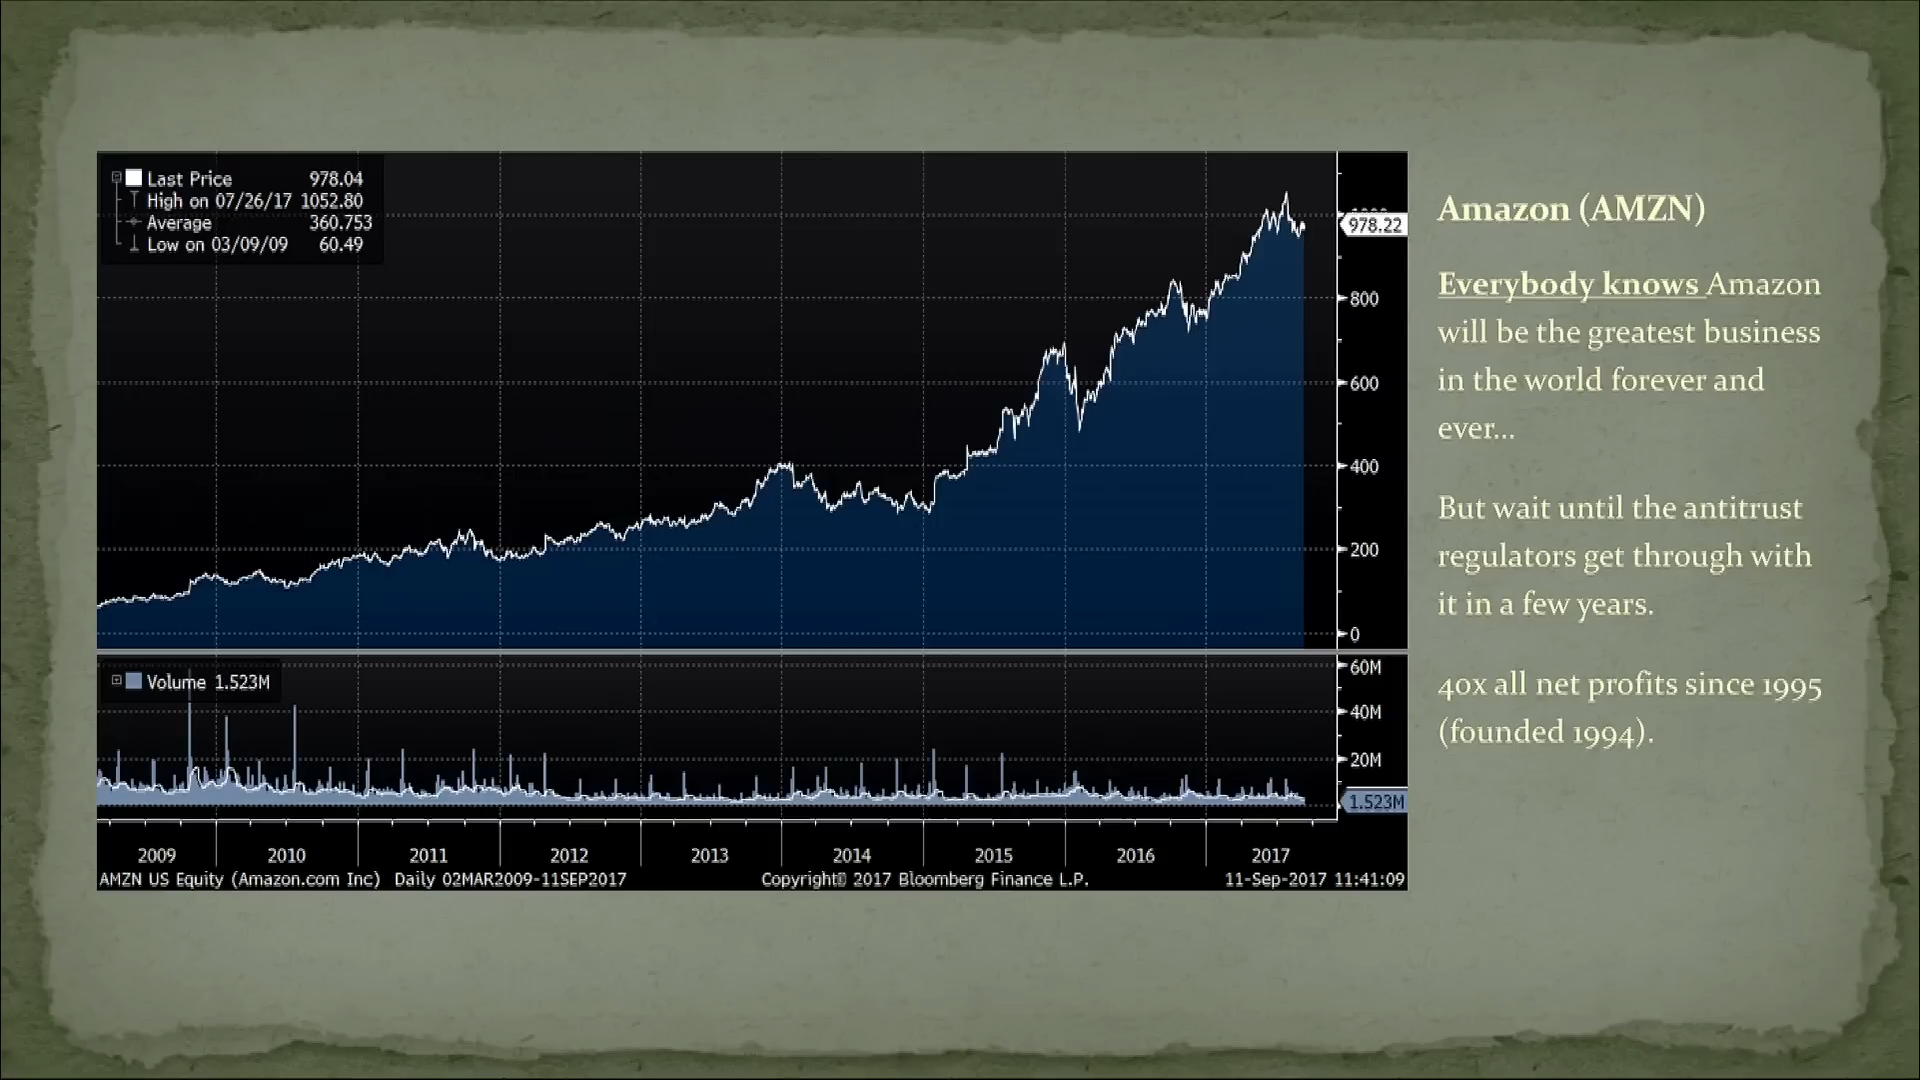 Last Price 978.04
High on 07/26/17 1052.80
Average 360.753
Low on 03/09/09 60.49
978.22
800
600
400
200
0
Volume 1.523M
60M
40M
20M
1.523M
2009 2010 2011 2012 2013 2014 2015 2016 2017
AMZN US Equity (Amazon.com Inc) Daily 02MAR2009-11SEP2017 Copyright© 2017 Bloomberg Finance L.P. 11-Sep-2017 11:41:09
Amazon (AMZN)
Everybody knows Amazon
will be the greatest business
in the world forever and
ever...
But wait until the antitrust
regulators get through with
it in a few years.
40x all net profits since 1995
(founded 1994).